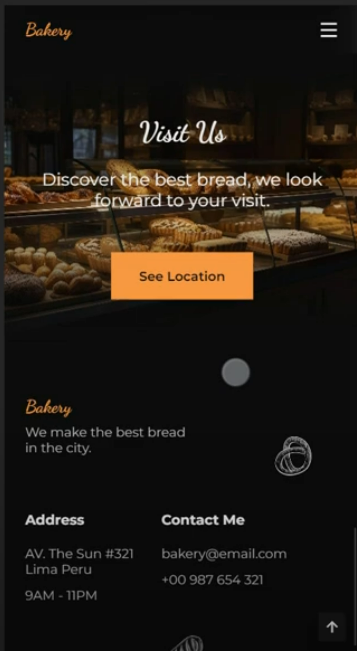 Bakery
Visit Us
Discover the best bread, we look
forward to your visit.
See Location
Bakery
We make the best bread
in the city.
Address
Contact Me
AV. The Sun #321
Lima Peru
9AM - 11PM
bakery@email.com
+00 987 654 321